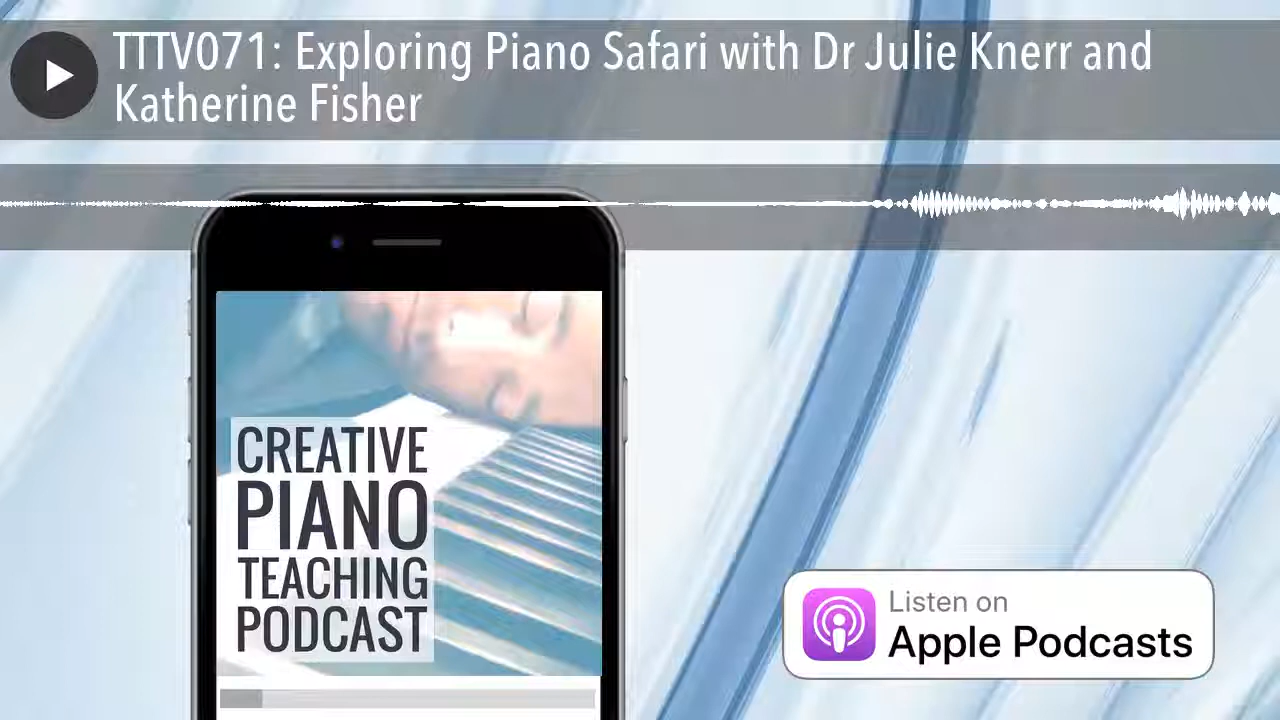 TTTV071: Exploring Piano Safari with Dr Julie Knerr and
Katherine Fisher
CREATIVE
PIANO
TEACHING
PODCAST
Listen on
Apple Podcasts